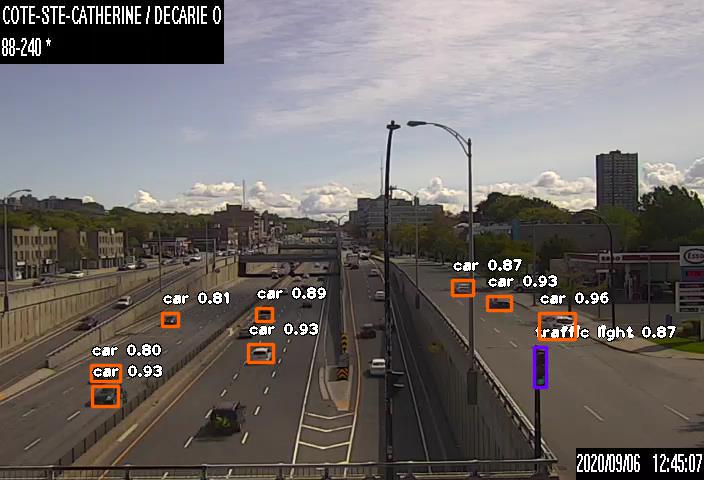 COTE-STE-CATHERINE / DECARIE O
88-240 *
car 0.87
car 0.93
car 0.81
car 0.89
car 0.96
car 0.93
traffic light 0.87
car 0.80
car 0.93
Esso
2020/09/06 12:45:07